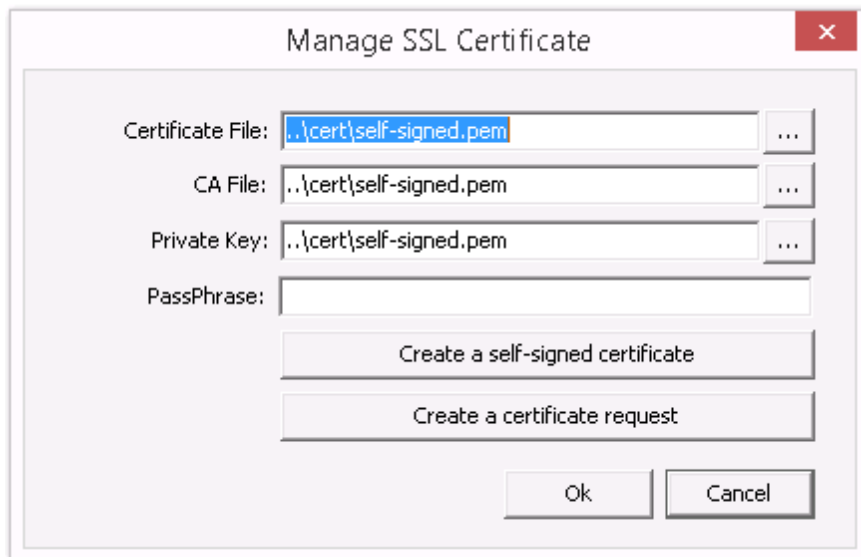 Manage SSL Certificate
Certificate File: ..\cert\self-signed.pem ...
CA File: ..\cert\self-signed.pem ...
Private Key: ..\cert\self-signed.pem ...
PassPhrase:
Create a self-signed certificate
Create a certificate request
Ok Cancel